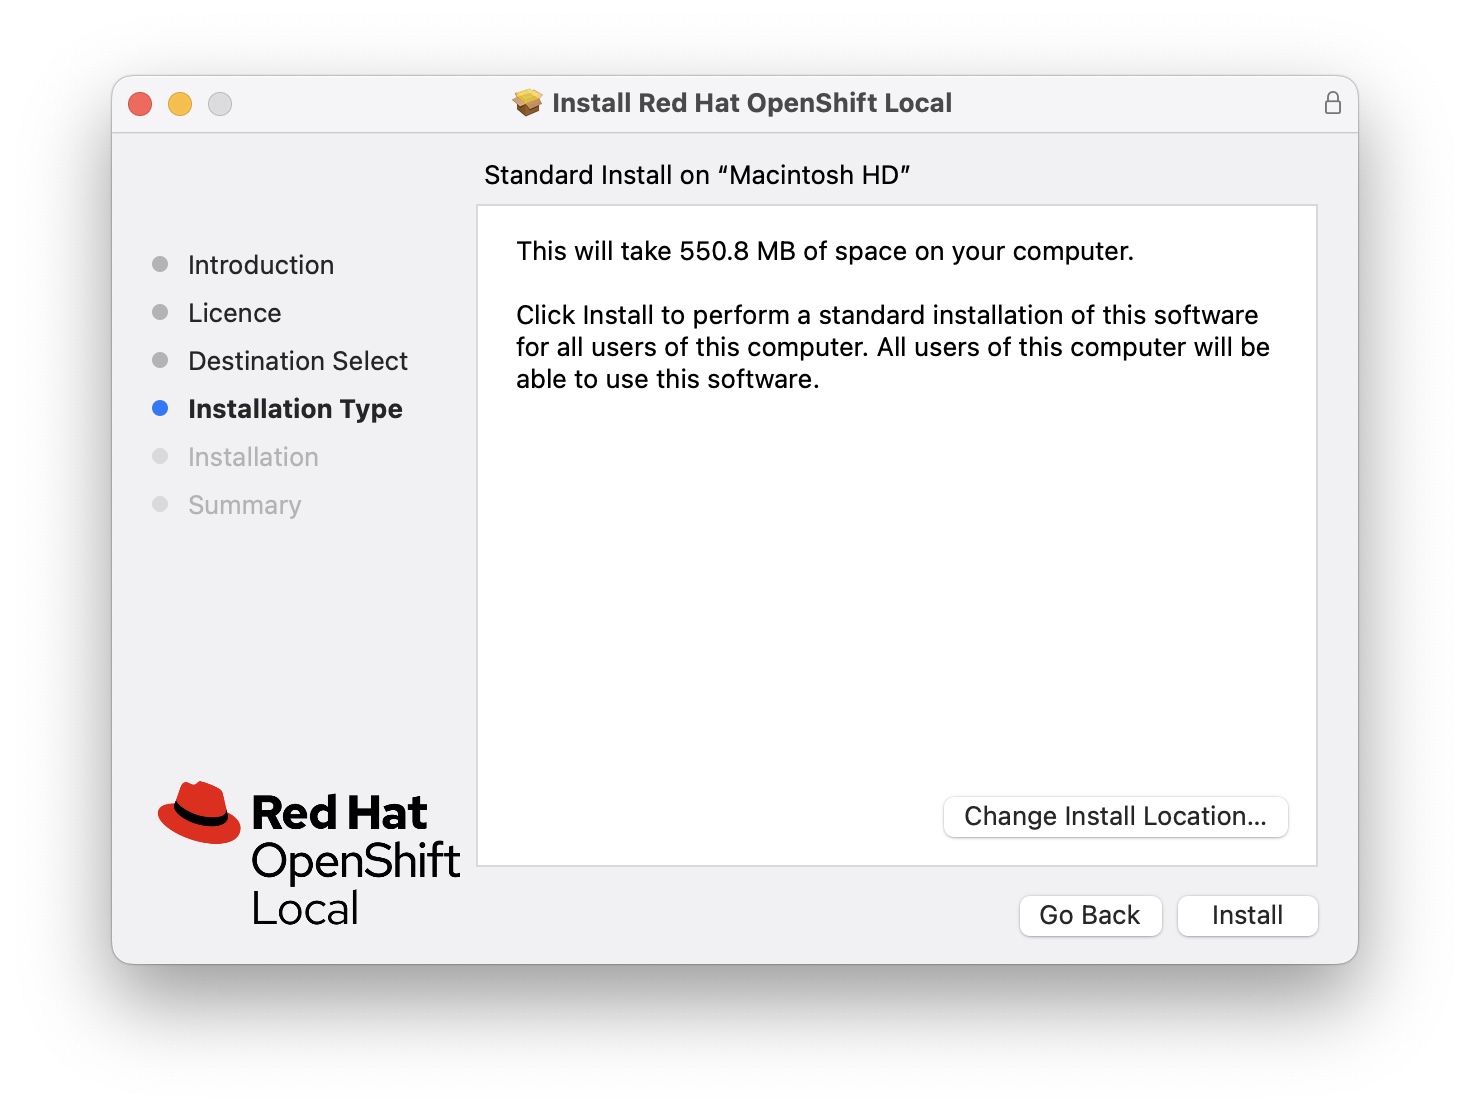 Install Red Hat OpenShift Local
Standard Install on “Macintosh HD”
Introduction
Licence
Destination Select
Installation Type
Installation
Summary
This will take 550.8 MB of space on your computer.
Click Install to perform a standard installation of this software
for all users of this computer. All users of this computer will be
able to use this software.
Change Install Location...
Red Hat
OpenShift
Local
Go Back
Install